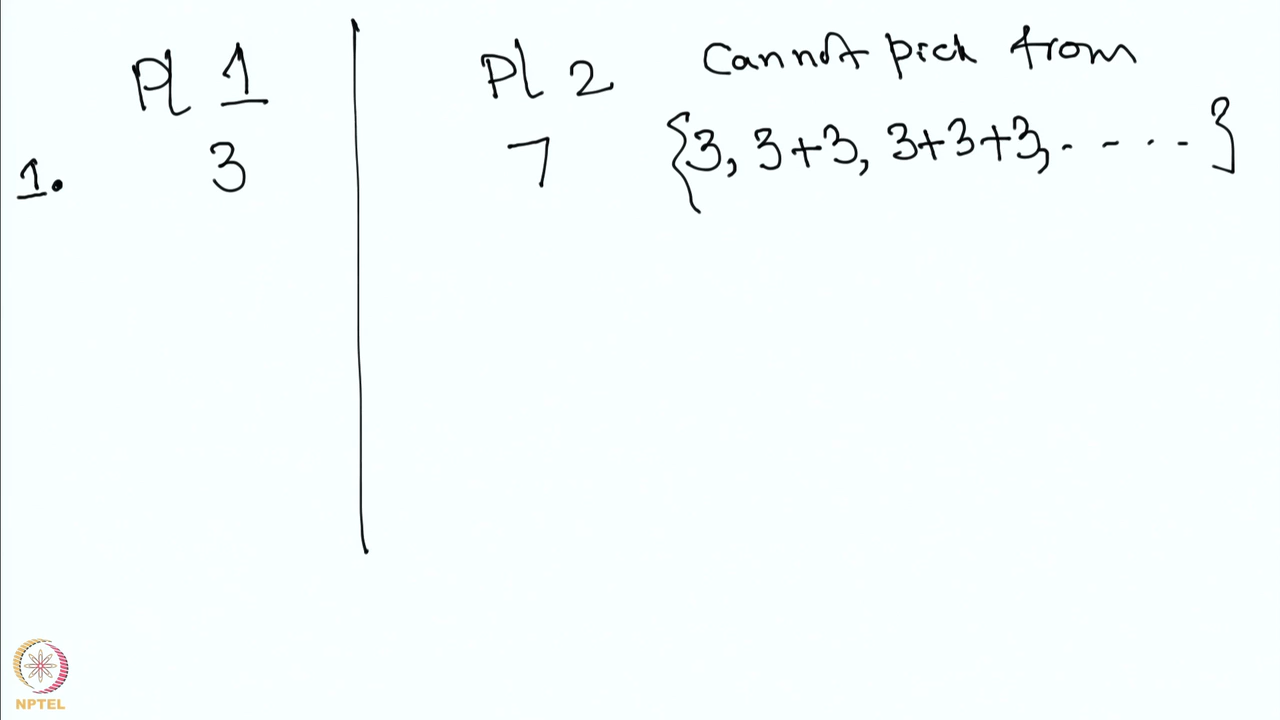 Pl 1 Pl 2 Cannot pick from
1. 3 7 {3, 3+3, 3+3+3, - - - - }
NPTEL